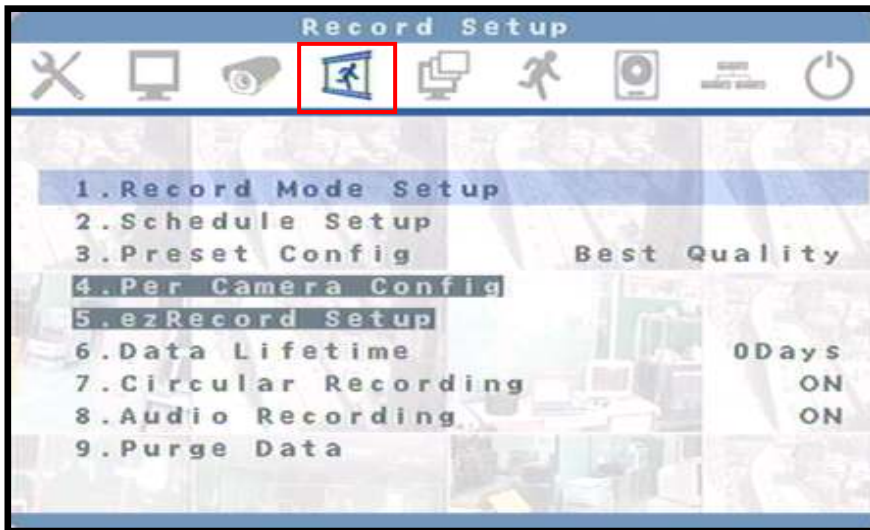 Record Setup
1.Record Mode Setup
2.Schedule Setup
3.Preset Config Best Quality
4.Per Camera Config
5.ezRecord Setup
6.Data Lifetime 0Days
7.Circular Recording ON
8.Audio Recording ON
9.Purge Data